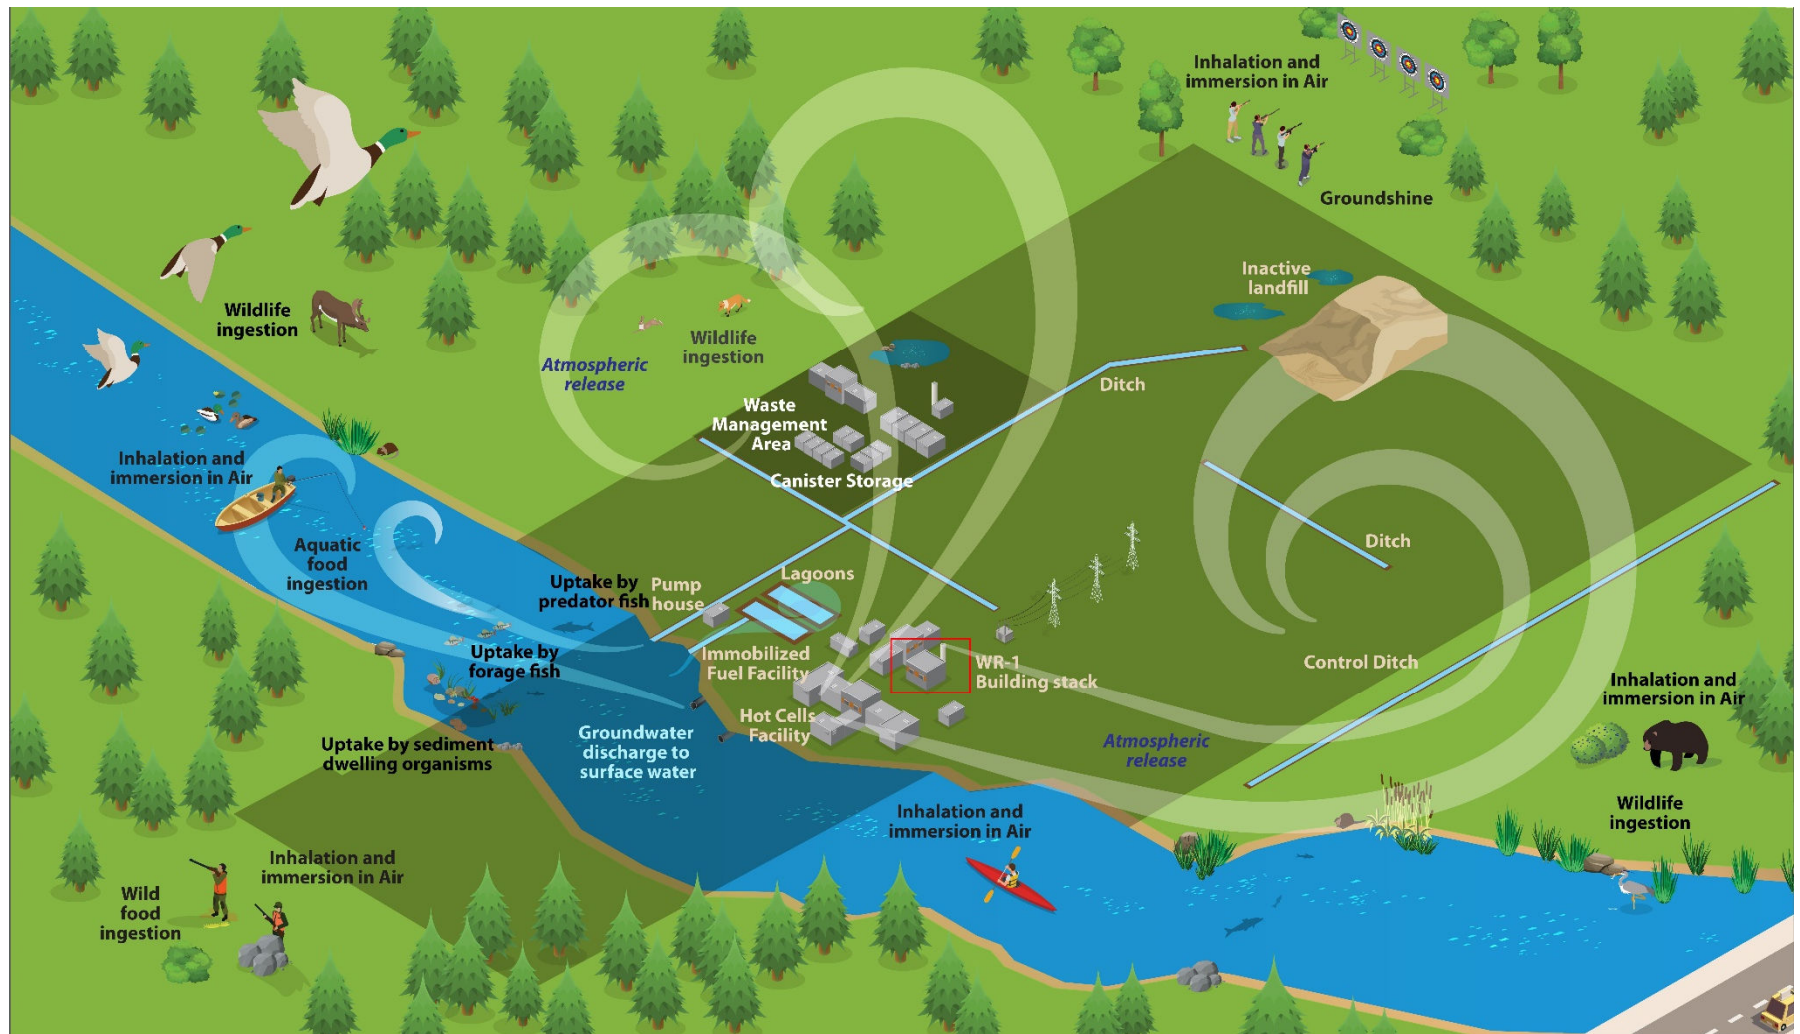 Inhalation and
immersion in Air
Groundshine
Inactive
landfill
Wildlife
ingestion
Wildlife
ingestion
Atmospheric
release
Ditch
Waste
Management
Area
Canister Storage
Inhalation and
immersion in Air
Aquatic
food
ingestion
Ditch
Uptake by
predator fish
Pump
house
Lagoons
Uptake by
forage fish
Immobilized
Fuel Facility
WR-1
Building stack
Control Ditch
Inhalation and
immersion in Air
Hot Cells
Facility
Groundwater
discharge to
surface water
Uptake by sediment
dwelling organisms
Atmospheric
release
Wildlife
ingestion
Inhalation and
immersion in Air
Inhalation and
immersion in Air
Wild
food
ingestion